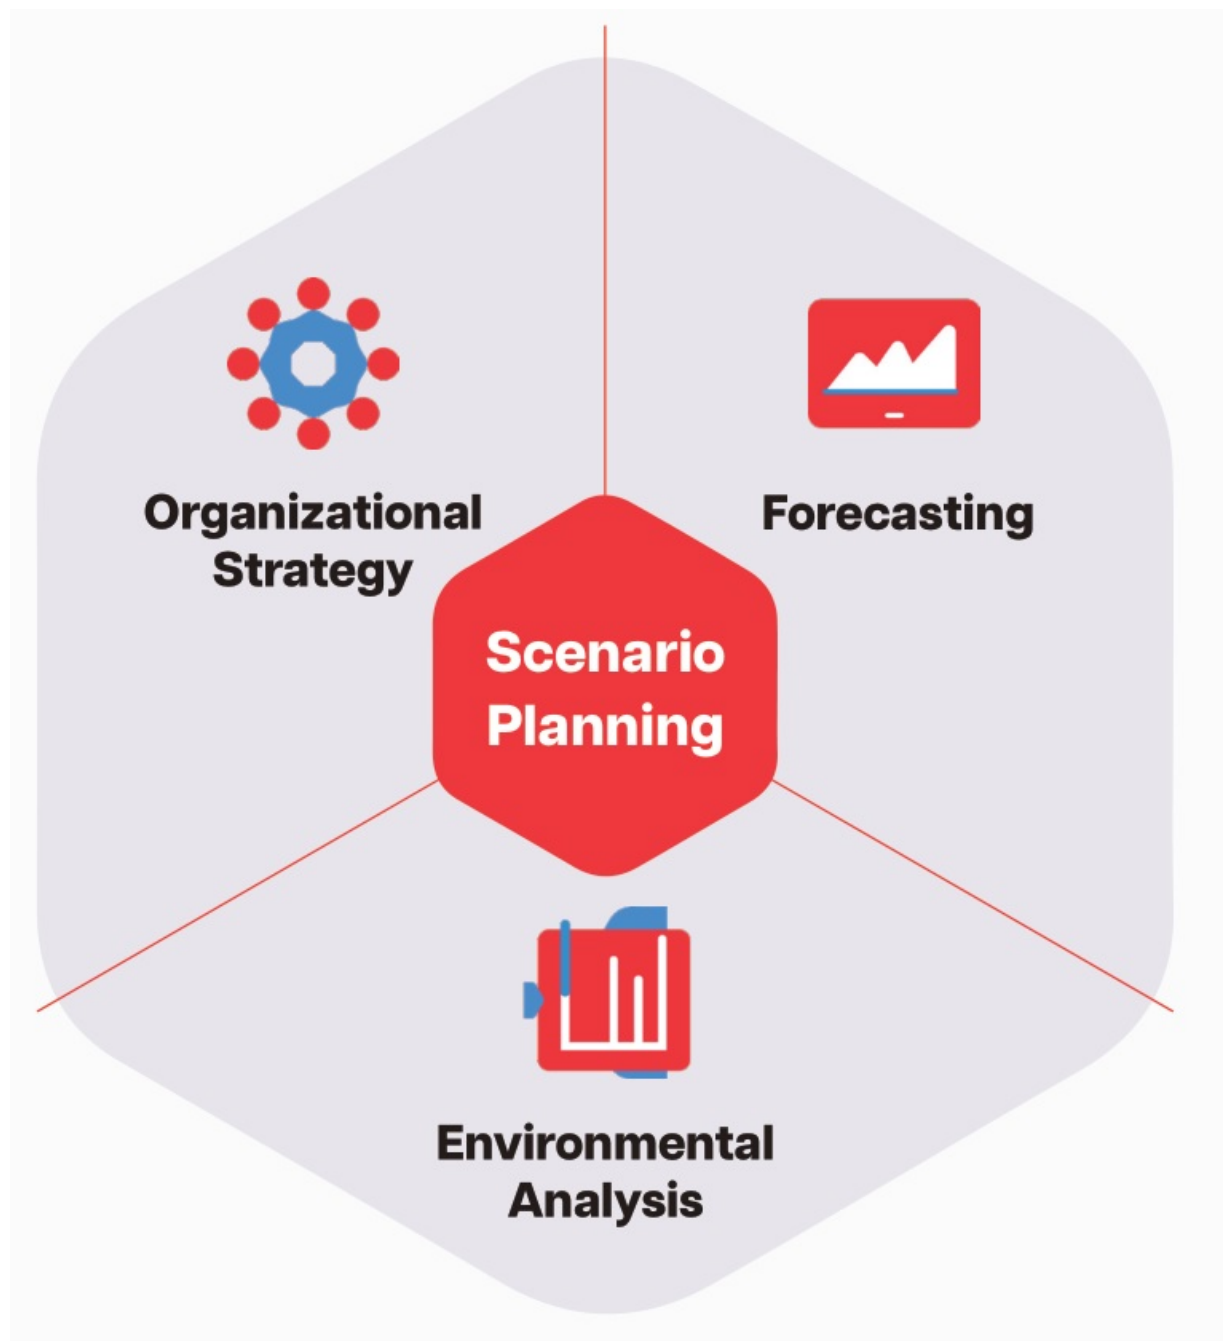 Organizational
Strategy
Forecasting
Scenario
Planning
Environmental
Analysis